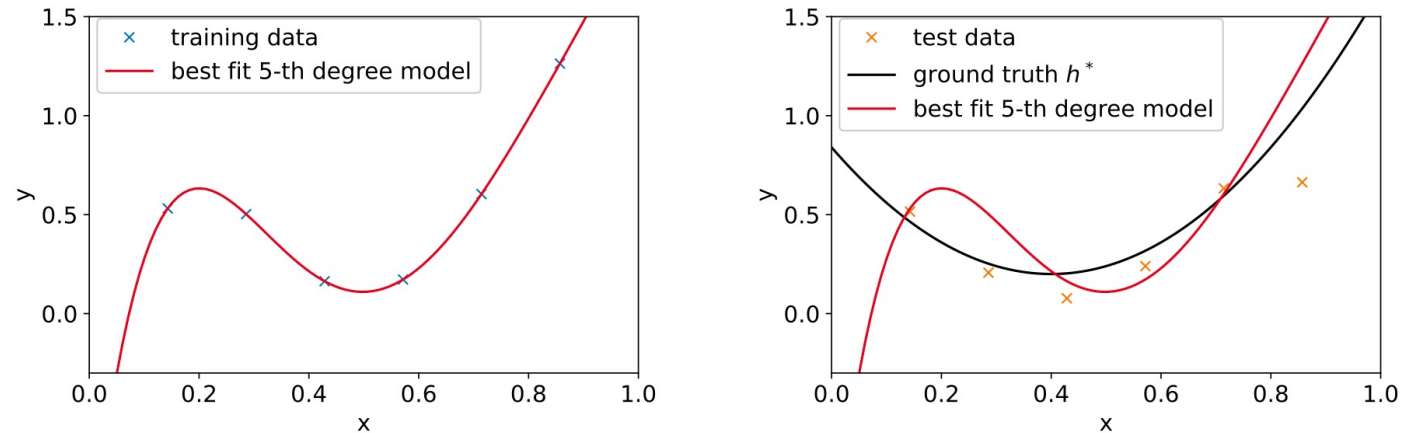 training data
best fit 5-th degree model
1.5
1.0
0.5
0.0
y
0.0 0.2 0.4 0.6 0.8 1.0
x
test data
ground truth h*
best fit 5-th degree model
1.5
1.0
0.5
0.0
y
0.0 0.2 0.4 0.6 0.8 1.0
x